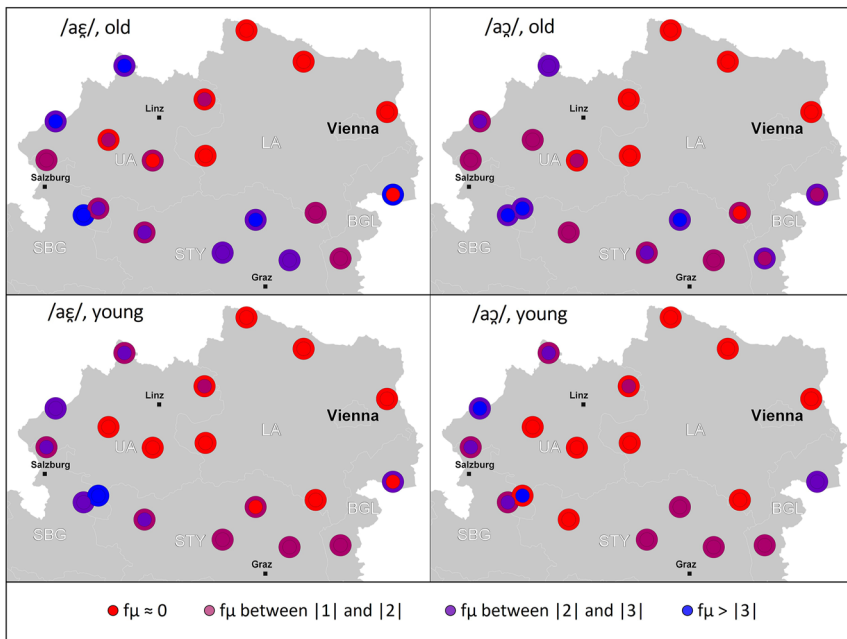 /aɛ̯/, old
Linz
Vienna
LA
UA
Salzburg
BGL
SBG
STY
Graz
/aɔ̯/, old
Linz
Vienna
LA
UA
Salzburg
BGL
SBG
STY
Graz
/aɛ̯/, young
Linz
Vienna
LA
UA
Salzburg
BGL
SBG
STY
Graz
/aɔ̯/, young
Linz
Vienna
LA
UA
Salzburg
BGL
SBG
STY
Graz
fμ ≈ 0 fμ between |1| and |2| fμ between |2| and |3| fμ > |3|